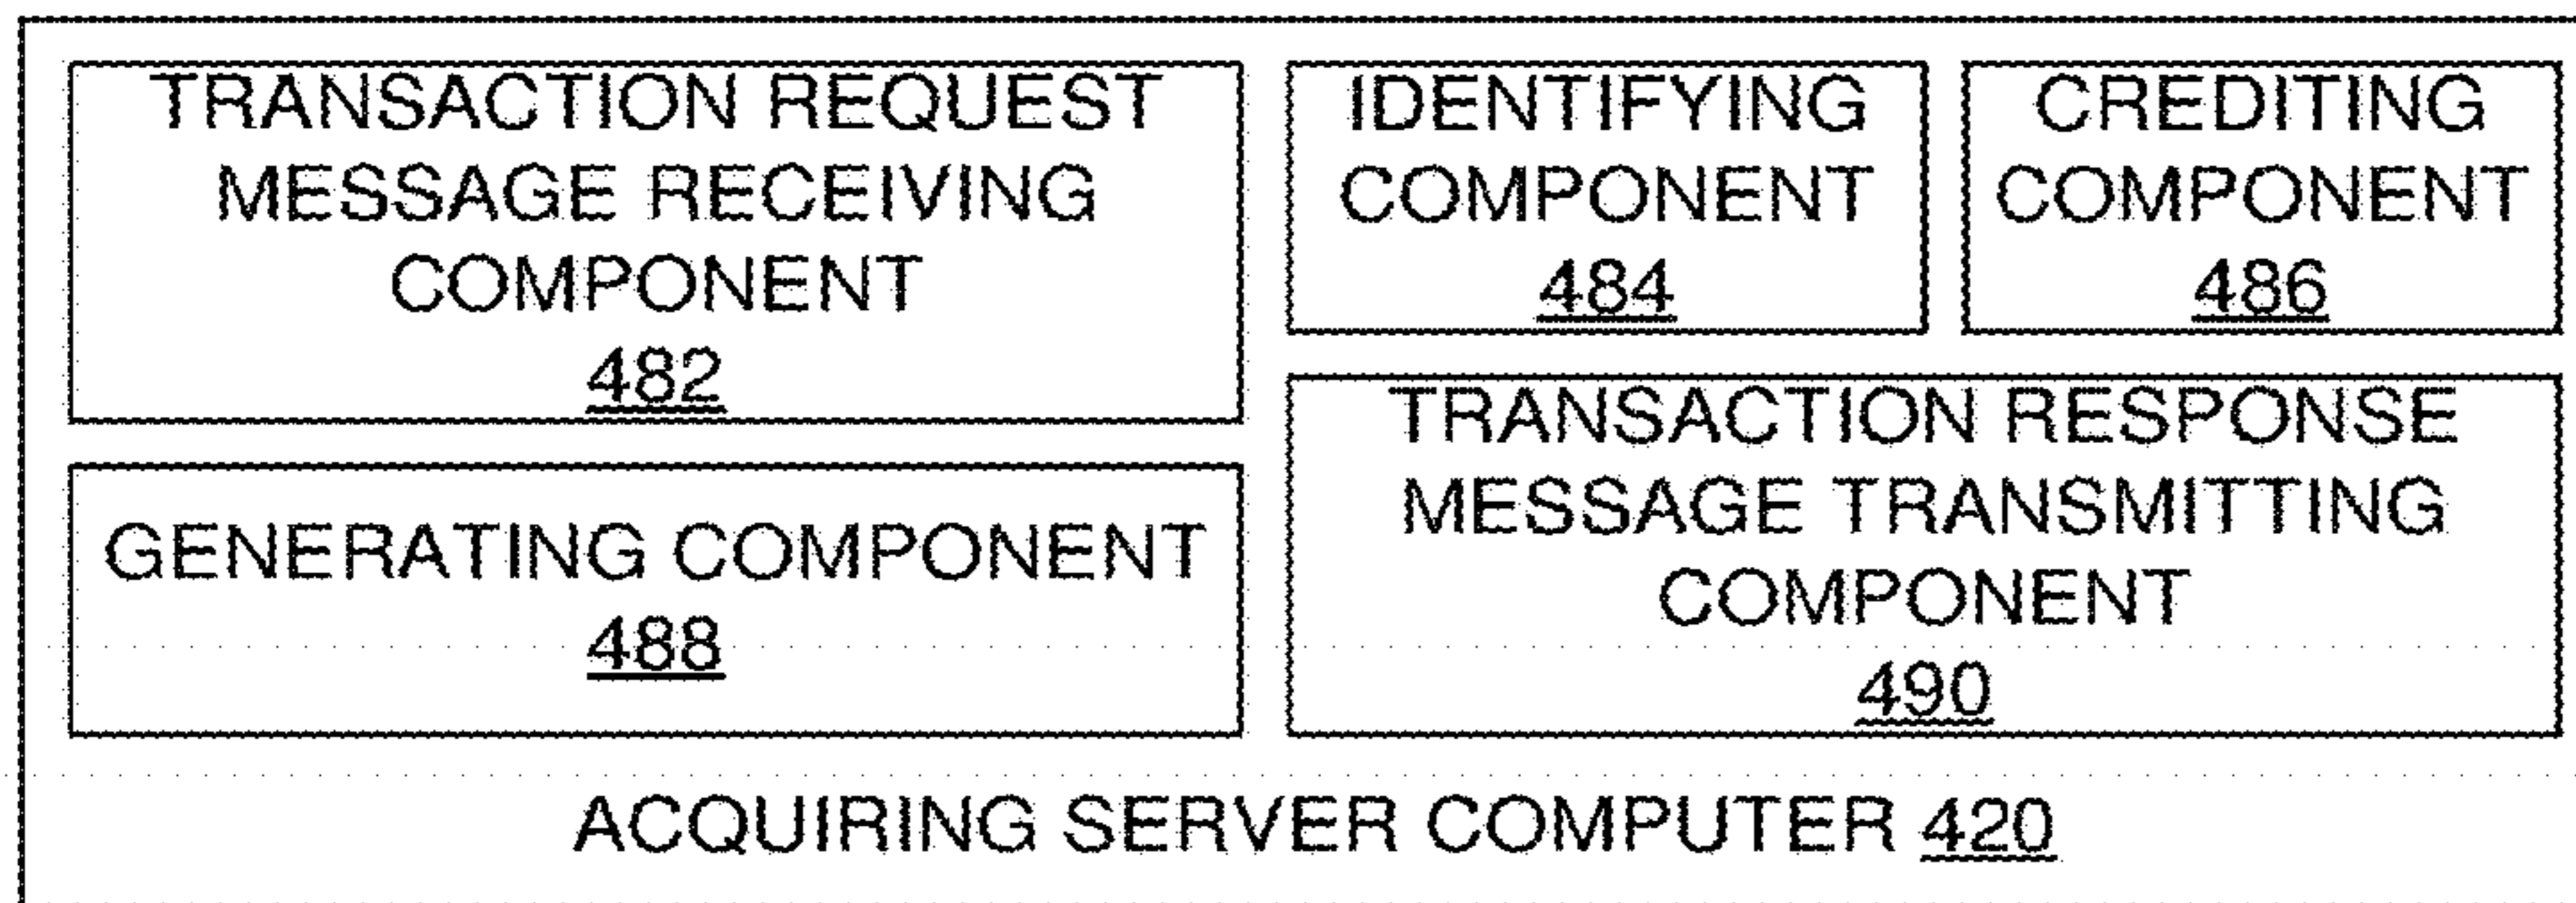 TRANSACTION REQUEST
MESSAGE RECEIVING
COMPONENT
482
IDENTIFYING
COMPONENT
484
CREDITING
COMPONENT
486
GENERATING COMPONENT
488
TRANSACTION RESPONSE
MESSAGE TRANSMITTING
COMPONENT
490
ACQUIRING SERVER COMPUTER 420